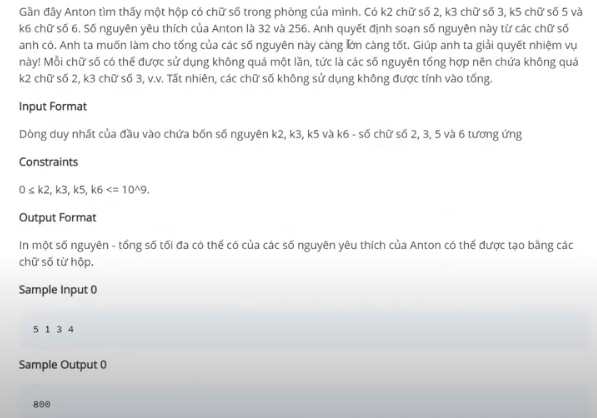 Gần đây Anton tìm thấy một hộp có chữ số trong phòng của mình. Có k2 chữ số 2, k3 chữ số 3, k5 chữ số 5 và
k6 chữ số 6. Số nguyên yêu thích của Anton là 32 và 256. Anh quyết định soạn số nguyên này từ các chữ số
anh có. Anh ta muốn làm cho tổng của các số nguyên này càng lớn càng tốt. Giúp anh ta giải quyết nhiệm vụ
này! Mỗi chữ số có thể được sử dụng không quá một lần, tức là các số nguyên tổng hợp nên chứa không quá
k2 chữ số 2, k3 chữ số 3, v.v. Tất nhiên, các chữ số không sử dụng không được tính vào tổng.
Input Format
Dòng duy nhất của đầu vào chứa bốn số nguyên k2, k3, k5 và k6 - số chữ số 2, 3, 5 và 6 tương ứng
Constraints
0 ≤ k2, k3, k5, k6 <= 10^9.
Output Format
In một số nguyên - tổng số tối đa có thể có của các số nguyên yêu thích của Anton có thể được tạo bằng các
chữ số từ hộp.
Sample Input 0
5 1 3 4
Sample Output 0
800